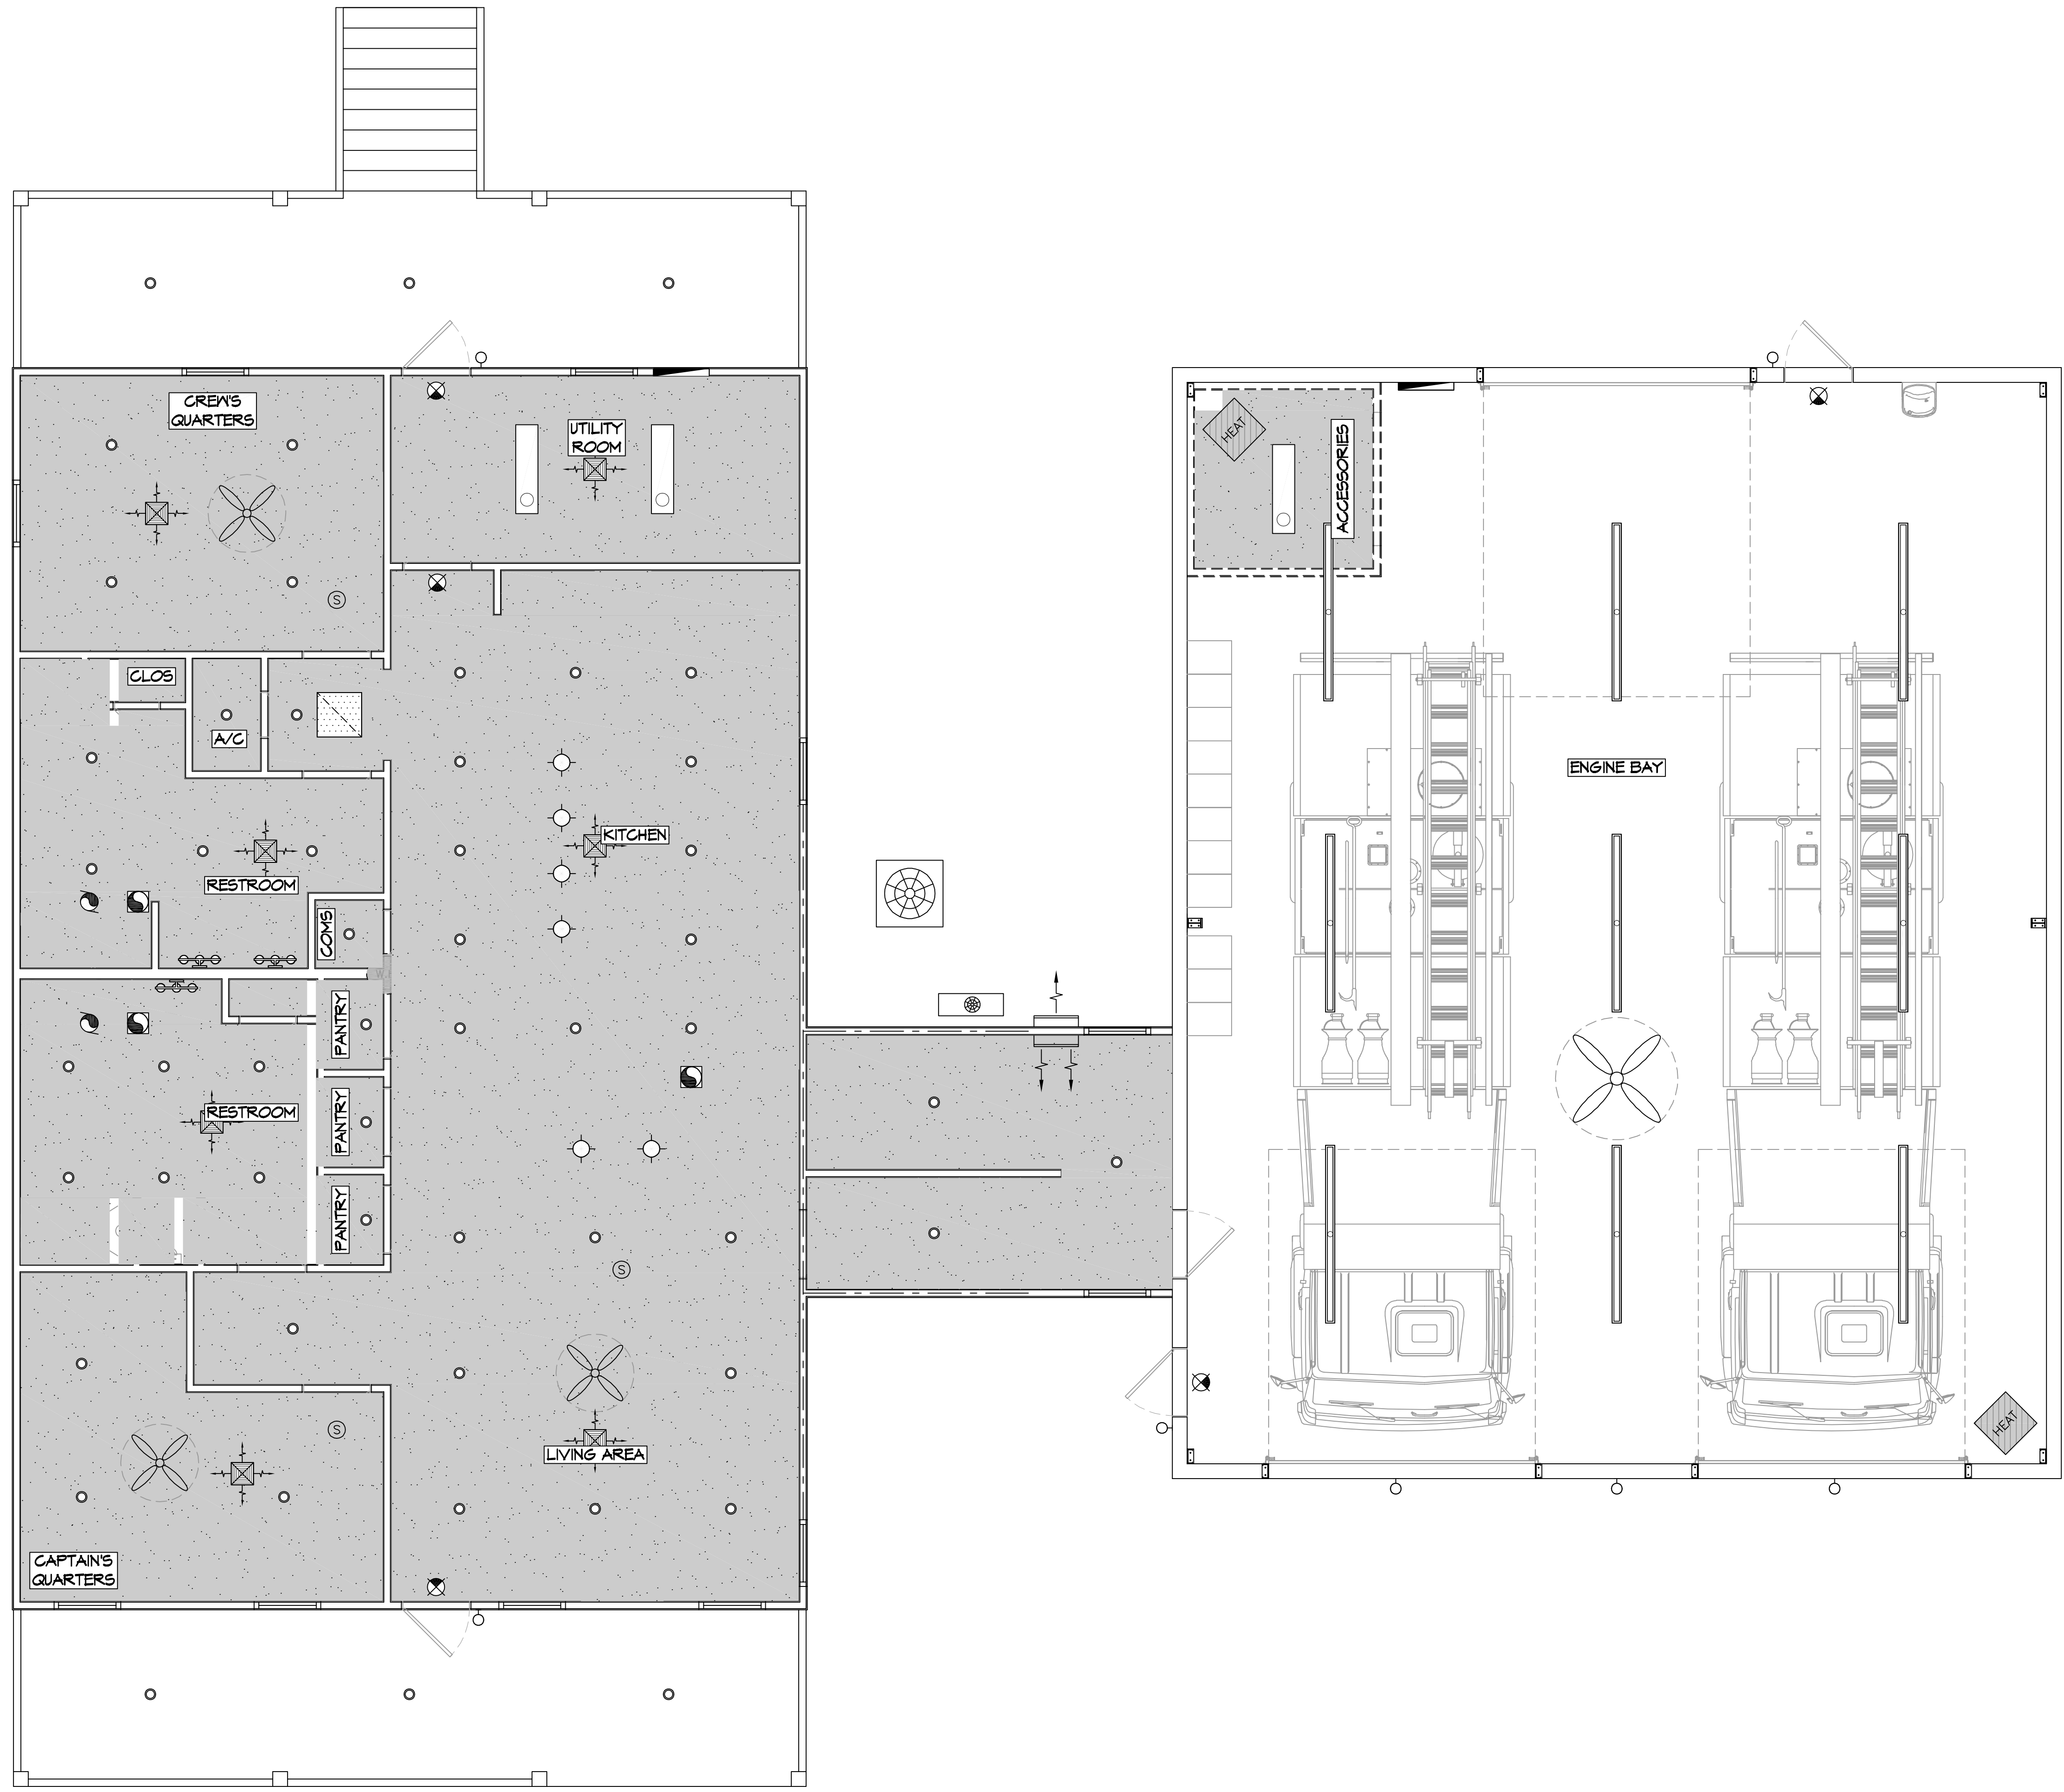 CREW'S
QUARTERS
UTILITY
ROOM
HEAT
ACCESSORIES
S
CLOS
A/C
ENGINE BAY
KITCHEN
RESTROOM
COMS
PANTRY
RESTROOM
PANTRY
PANTRY
S
S
LIVING AREA
HEAT
CAPTAIN'S
QUARTERS